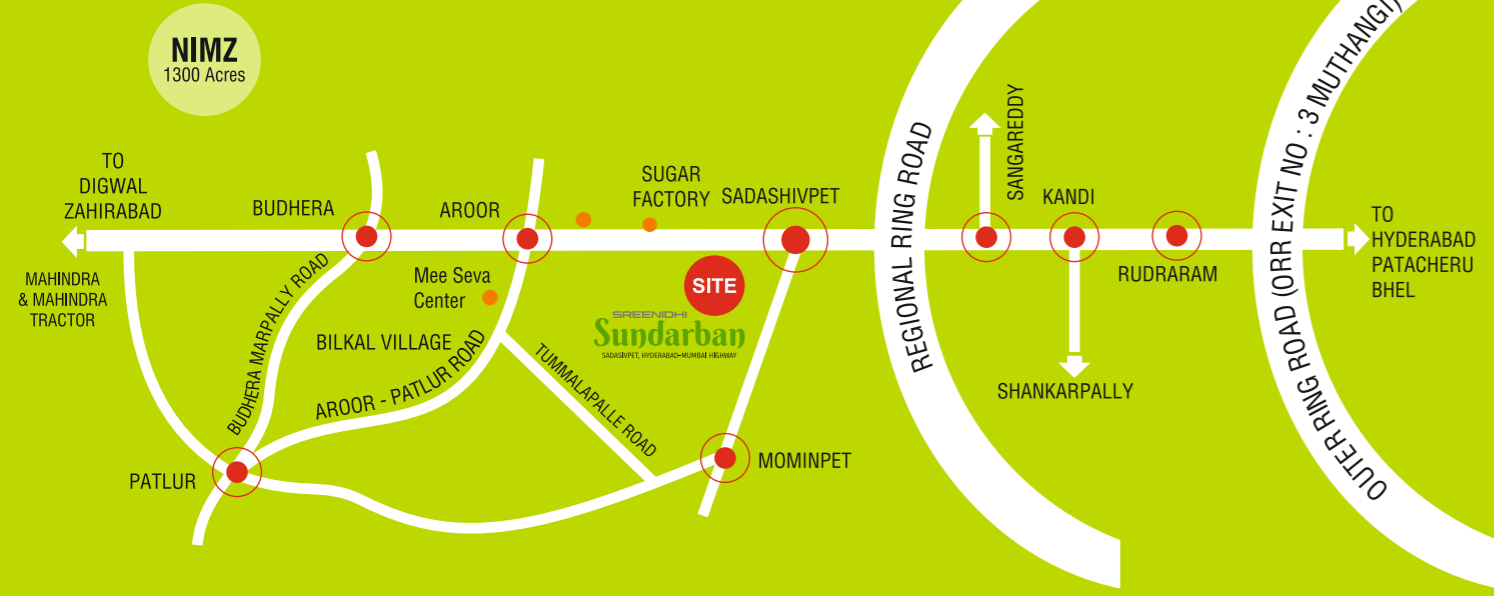 NIMZ
1300 Acres
TO
DIGWAL
ZAHIRABAD
MAHINDRA
& MAHINDRA
TRACTOR
BUDHERA
AROOR
SUGAR
FACTORY
SADASHIVPET
Mee Seva
Center
SITE
SREENIDHI
Sundarban
SADASIVPET, HYDERABAD-MUMBAI HIGHWAY
BILKAL VILLAGE
BUDHERA MARPALLY ROAD
AROOR - PATLUR ROAD
TUMMALAPALLE ROAD
PATLUR
MOMINPET
REGIONAL RING ROAD
SANGAREDDY
KANDI
RUDRARAM
SHANKARPALLY
OUTER RING ROAD (ORR EXIT NO : 3 MUTHANGI)
TO
HYDERABAD
PATACHERU
BHEL